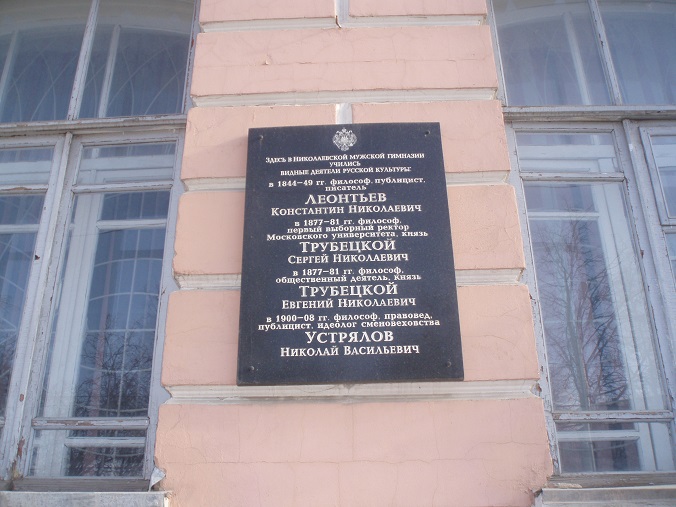 ЗДЕСЬ В НИКОЛАЕВСКОЙ МУЖСКОЙ ГИМНАЗИИ
УЧИЛИСЬ
ВИДНЫЕ ДЕЯТЕЛИ РУССКОЙ КУЛЬТУРЫ:
в 1844-49 гг. философ, публицист,
писатель
ЛЕОНТЬЕВ
КОНСТАНТИН НИКОЛАЕВИЧ
в 1877-81 гг. философ,
первый выборный ректор
Московского университета, князь
ТРУБЕЦКОЙ
СЕРГЕЙ НИКОЛАЕВИЧ
в 1877-81 гг. философ,
общественный деятель, князь
ТРУБЕЦКОЙ
ЕВГЕНИЙ НИКОЛАЕВИЧ
в 1900-08 гг. философ, правовед,
публицист, идеолог сменовеховства
УСТРЯЛОВ
НИКОЛАЙ ВАСИЛЬЕВИЧ